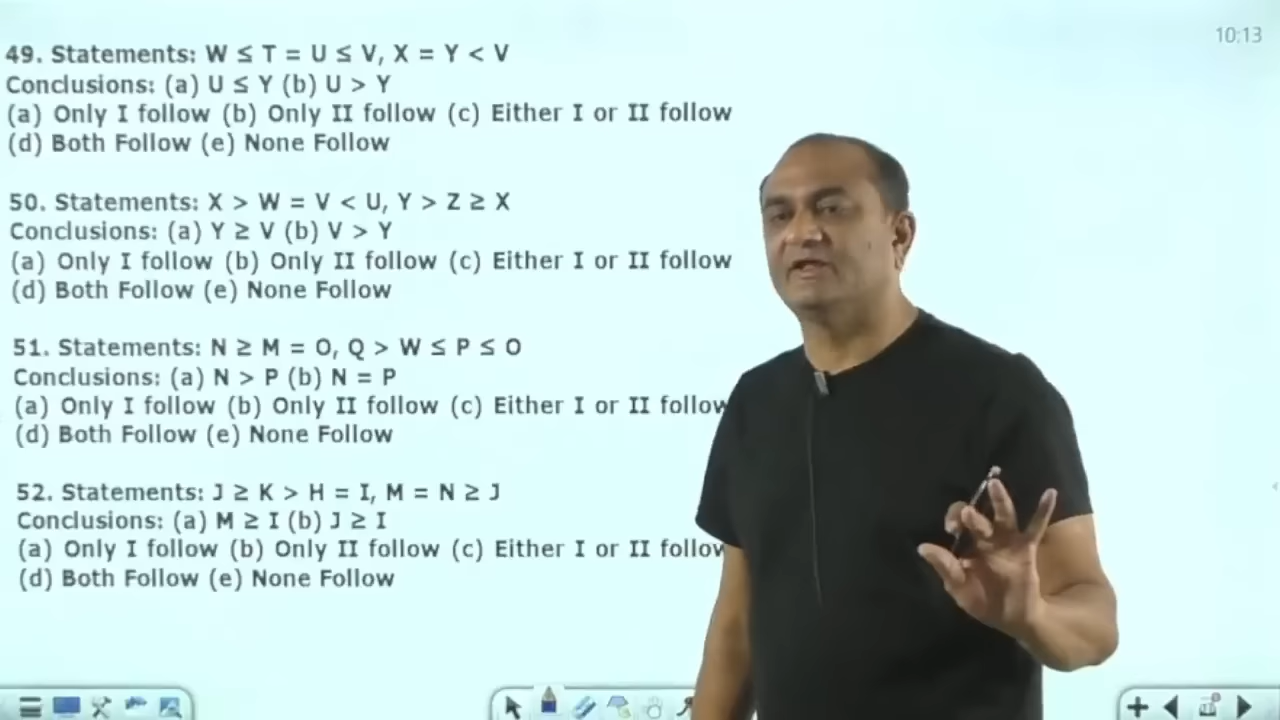 10:13
49. Statements: W ≤ T = U ≤ V, X = Y < V
Conclusions: (a) U ≤ Y (b) U > Y
(a) Only I follow (b) Only II follow (c) Either I or II follow
(d) Both Follow (e) None Follow
50. Statements: X > W = V < U, Y > Z ≥ X
Conclusions: (a) Y ≥ V (b) V > Y
(a) Only I follow (b) Only II follow (c) Either I or II follow
(d) Both Follow (e) None Follow
51. Statements: N ≥ M = O, Q > W ≤ P ≤ O
Conclusions: (a) N > P (b) N = P
(a) Only I follow (b) Only II follow (c) Either I or II follow
(d) Both Follow (e) None Follow
52. Statements: J ≥ K > H = I, M = N ≥ J
Conclusions: (a) M ≥ I (b) J ≥ I
(a) Only I follow (b) Only II follow (c) Either I or II follow
(d) Both Follow (e) None Follow